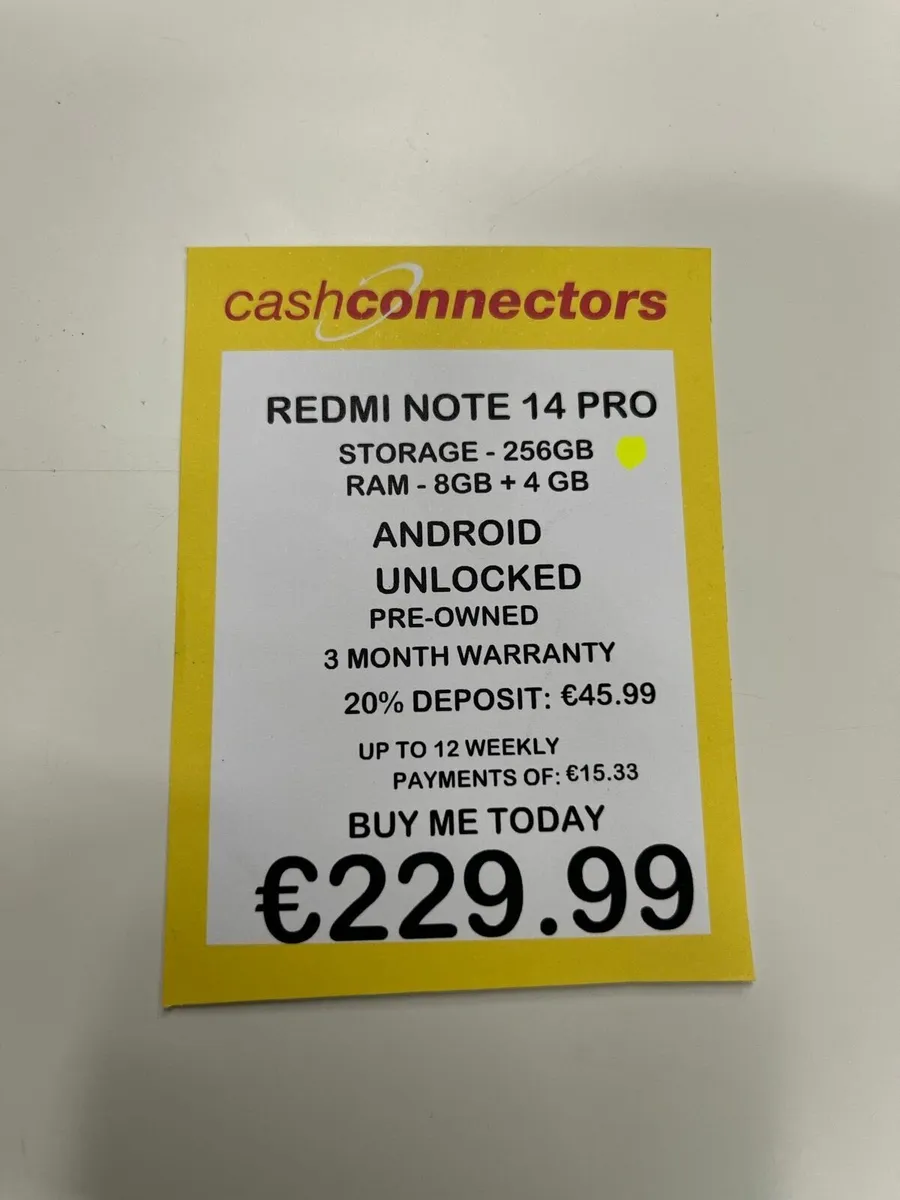 cashconnectors
REDMI NOTE 14 PRO
STORAGE - 256GB
RAM - 8GB + 4 GB
ANDROID
UNLOCKED
PRE-OWNED
3 MONTH WARRANTY
20% DEPOSIT: €45.99
UP TO 12 WEEKLY
PAYMENTS OF: €15.33
BUY ME TODAY
€229.99